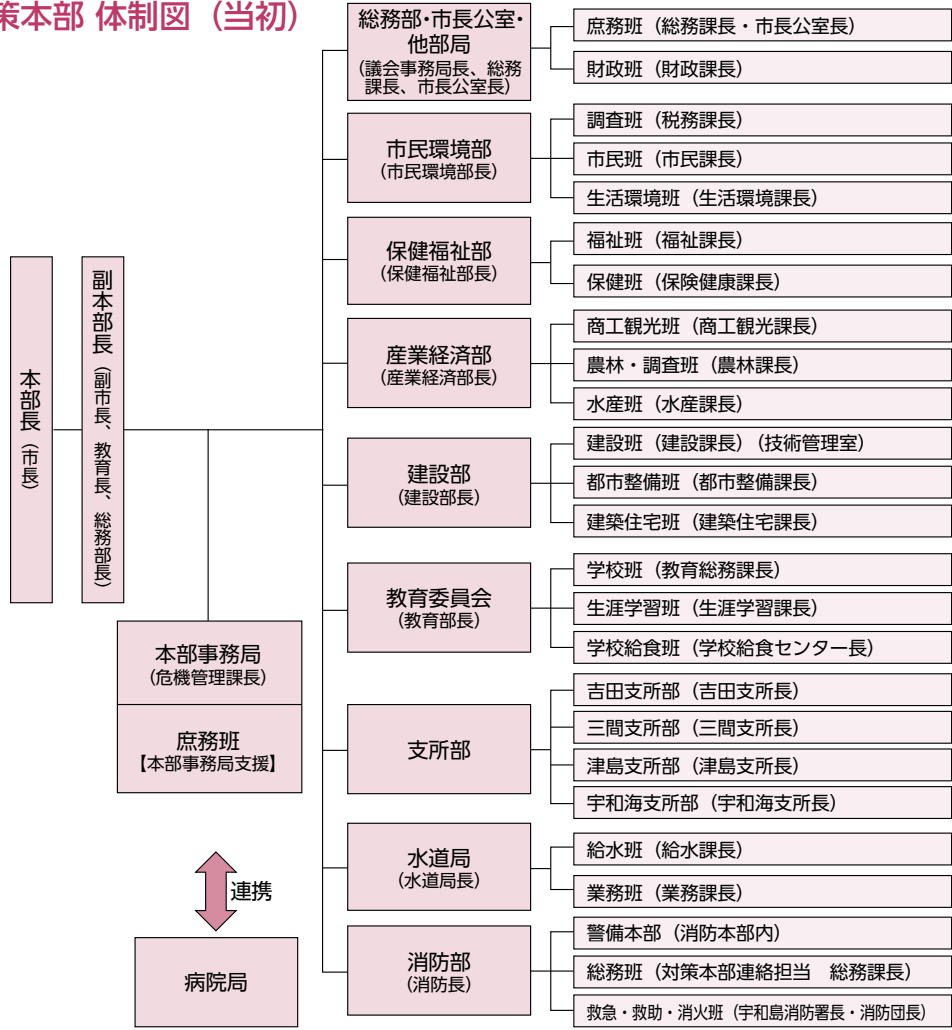 策本部 体制図（当初）
本部長（市長）
副本部長（副市長、教育長、総務部長）
本部事務局
（危機管理課長）
庶務班
【本部事務局支援】
連携
病院局
総務部・市長公室・
他部局
（議会事務局長、総務
課長、市長公室長）
庶務班（総務課長・市長公室長）
財政班（財政課長）
市民環境部
（市民環境部長）
調査班（税務課長）
市民班（市民課長）
生活環境班（生活環境課長）
保健福祉部
（保健福祉部長）
福祉班（福祉課長）
保健班（保険健康課長）
産業経済部
（産業経済部長）
商工観光班（商工観光課長）
農林・調査班（農林課長）
水産班（水産課長）
建設部
（建設部長）
建設班（建設課長）（技術管理室）
都市整備班（都市整備課長）
建築住宅班（建築住宅課長）
教育委員会
（教育部長）
学校班（教育総務課長）
生涯学習班（生涯学習課長）
学校給食班（学校給食センター長）
支所部
吉田支所部（吉田支所長）
三間支所部（三間支所長）
津島支所部（津島支所長）
宇和海支所部（宇和海支所長）
水道局
（水道局長）
給水班（給水課長）
業務班（業務課長）
消防部
（消防長）
警備本部（消防本部内）
総務班（対策本部連絡担当　総務課長）
救急・救助・消火班（宇和島消防署長・消防団長）